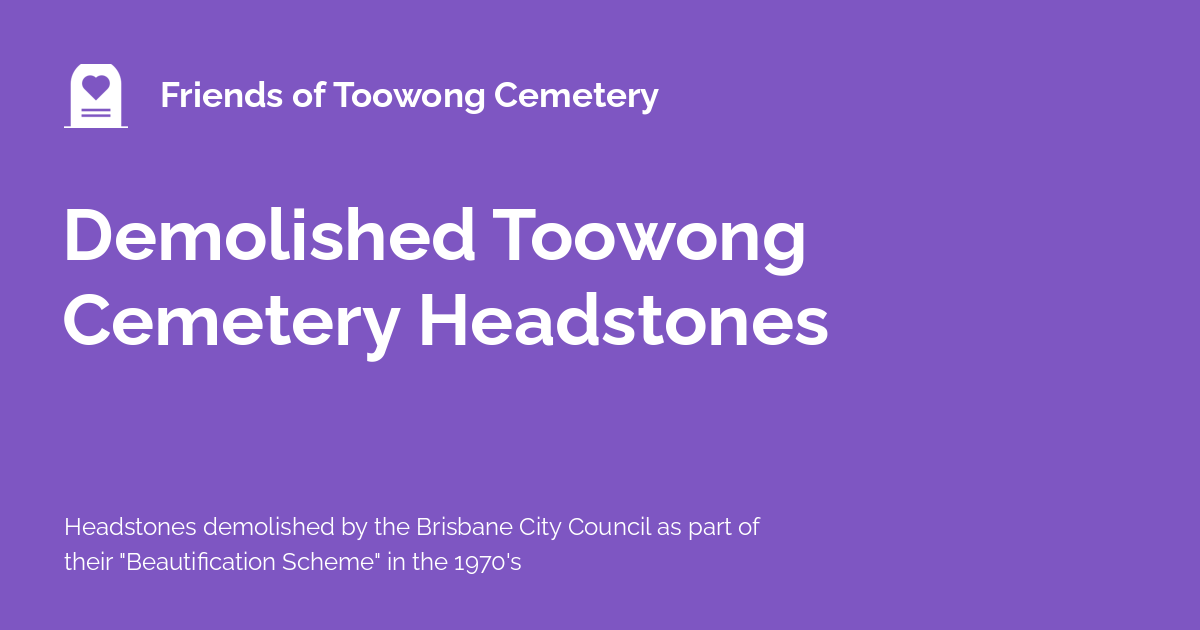 Friends of Toowong Cemetery
Demolished Toowong
Cemetery Headstones
Headstones demolished by the Brisbane City Council as part of
their "Beautification Scheme" in the 1970's